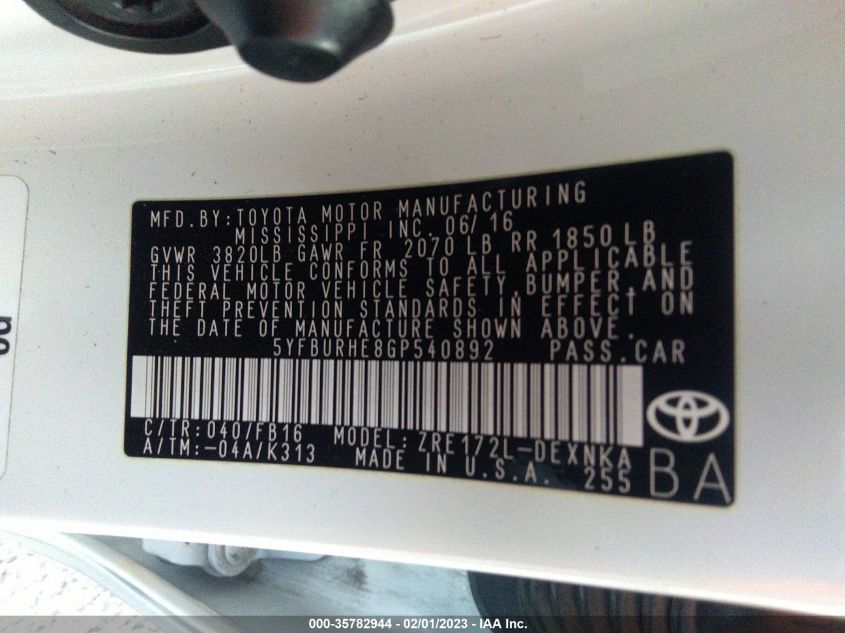 MFD.BY:TOYOTA MOTOR MANUFACTURING
MISSISSIPPI INC. 06/16
GVWR 3820LB GAWR FR 2070 LB RR 1850 LB
THIS VEHICLE CONFORMS TO ALL APPLICABLE
FEDERAL MOTOR VEHICLE SAFETY,BUMPER,AND
THEFT PREVENTION STANDARDS IN EFFECT ON
THE DATE OF MANUFACTURE SHOWN ABOVE.
5YFBURHE8GP540892 PASS.CAR
C/TR:040/FB16 MODEL:ZRE172L-DEXNKA
A/TM:-04A/K313 MADE IN U.S.A. 255
BA
000-35782944 - 02/01/2023 - IAA Inc.